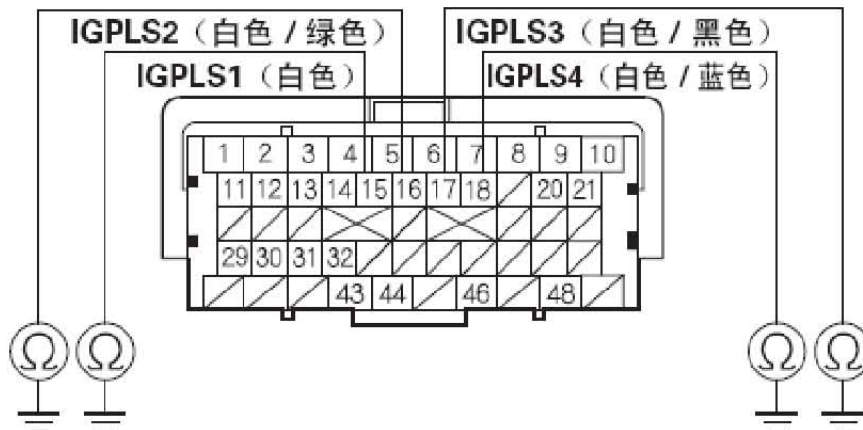 IGPLS2（白色 / 绿色） IGPLS3（白色 / 黑色）
IGPLS1（白色） IGPLS4（白色 / 蓝色）
1 2 3 4 5 6 7 8 9 10
11 12 13 14 15 16 17 18 20 21
29 30 31 32
43 44 46 48
Ω Ω Ω Ω